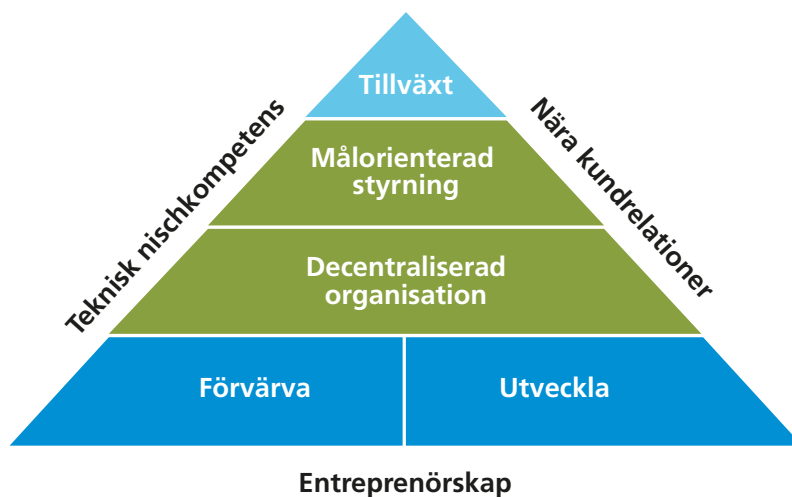 Tillväxt
Teknisk nischkompetens
Nära kundrelationer
Målorienterad
styrning
Decentraliserad
organisation
Förvärva
Utveckla
Entreprenörskap